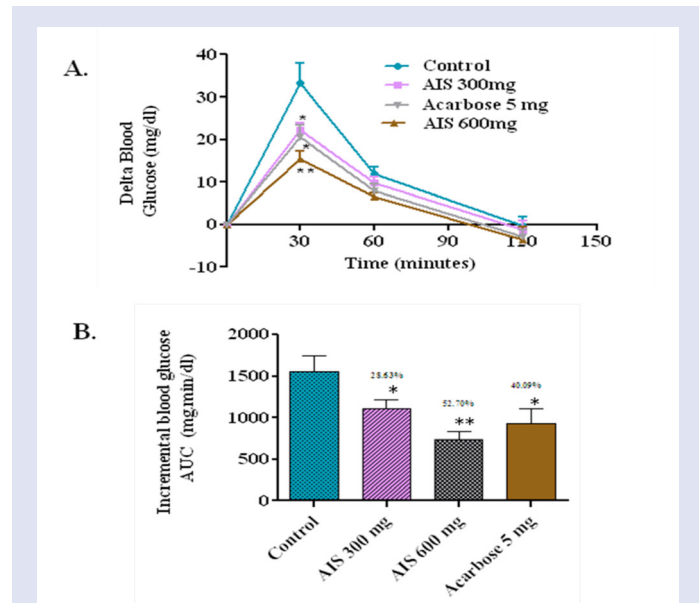 A.
Delta Blood
Glucose (mg/dl)
40
30
20
10
0
-10
Control
AIS 300mg
Acarbose 5 mg
AIS 600mg
*
*
**
30
60
90
120
150
Time (minutes)
B.
Incremental blood glucose
AUC (mg.min/dl)
2000
1500
1000
500
0
28.63%
*
52.70%
**
40.09%
*
Control
AIS 300 mg
AIS 600 mg
Acarbose 5 mg